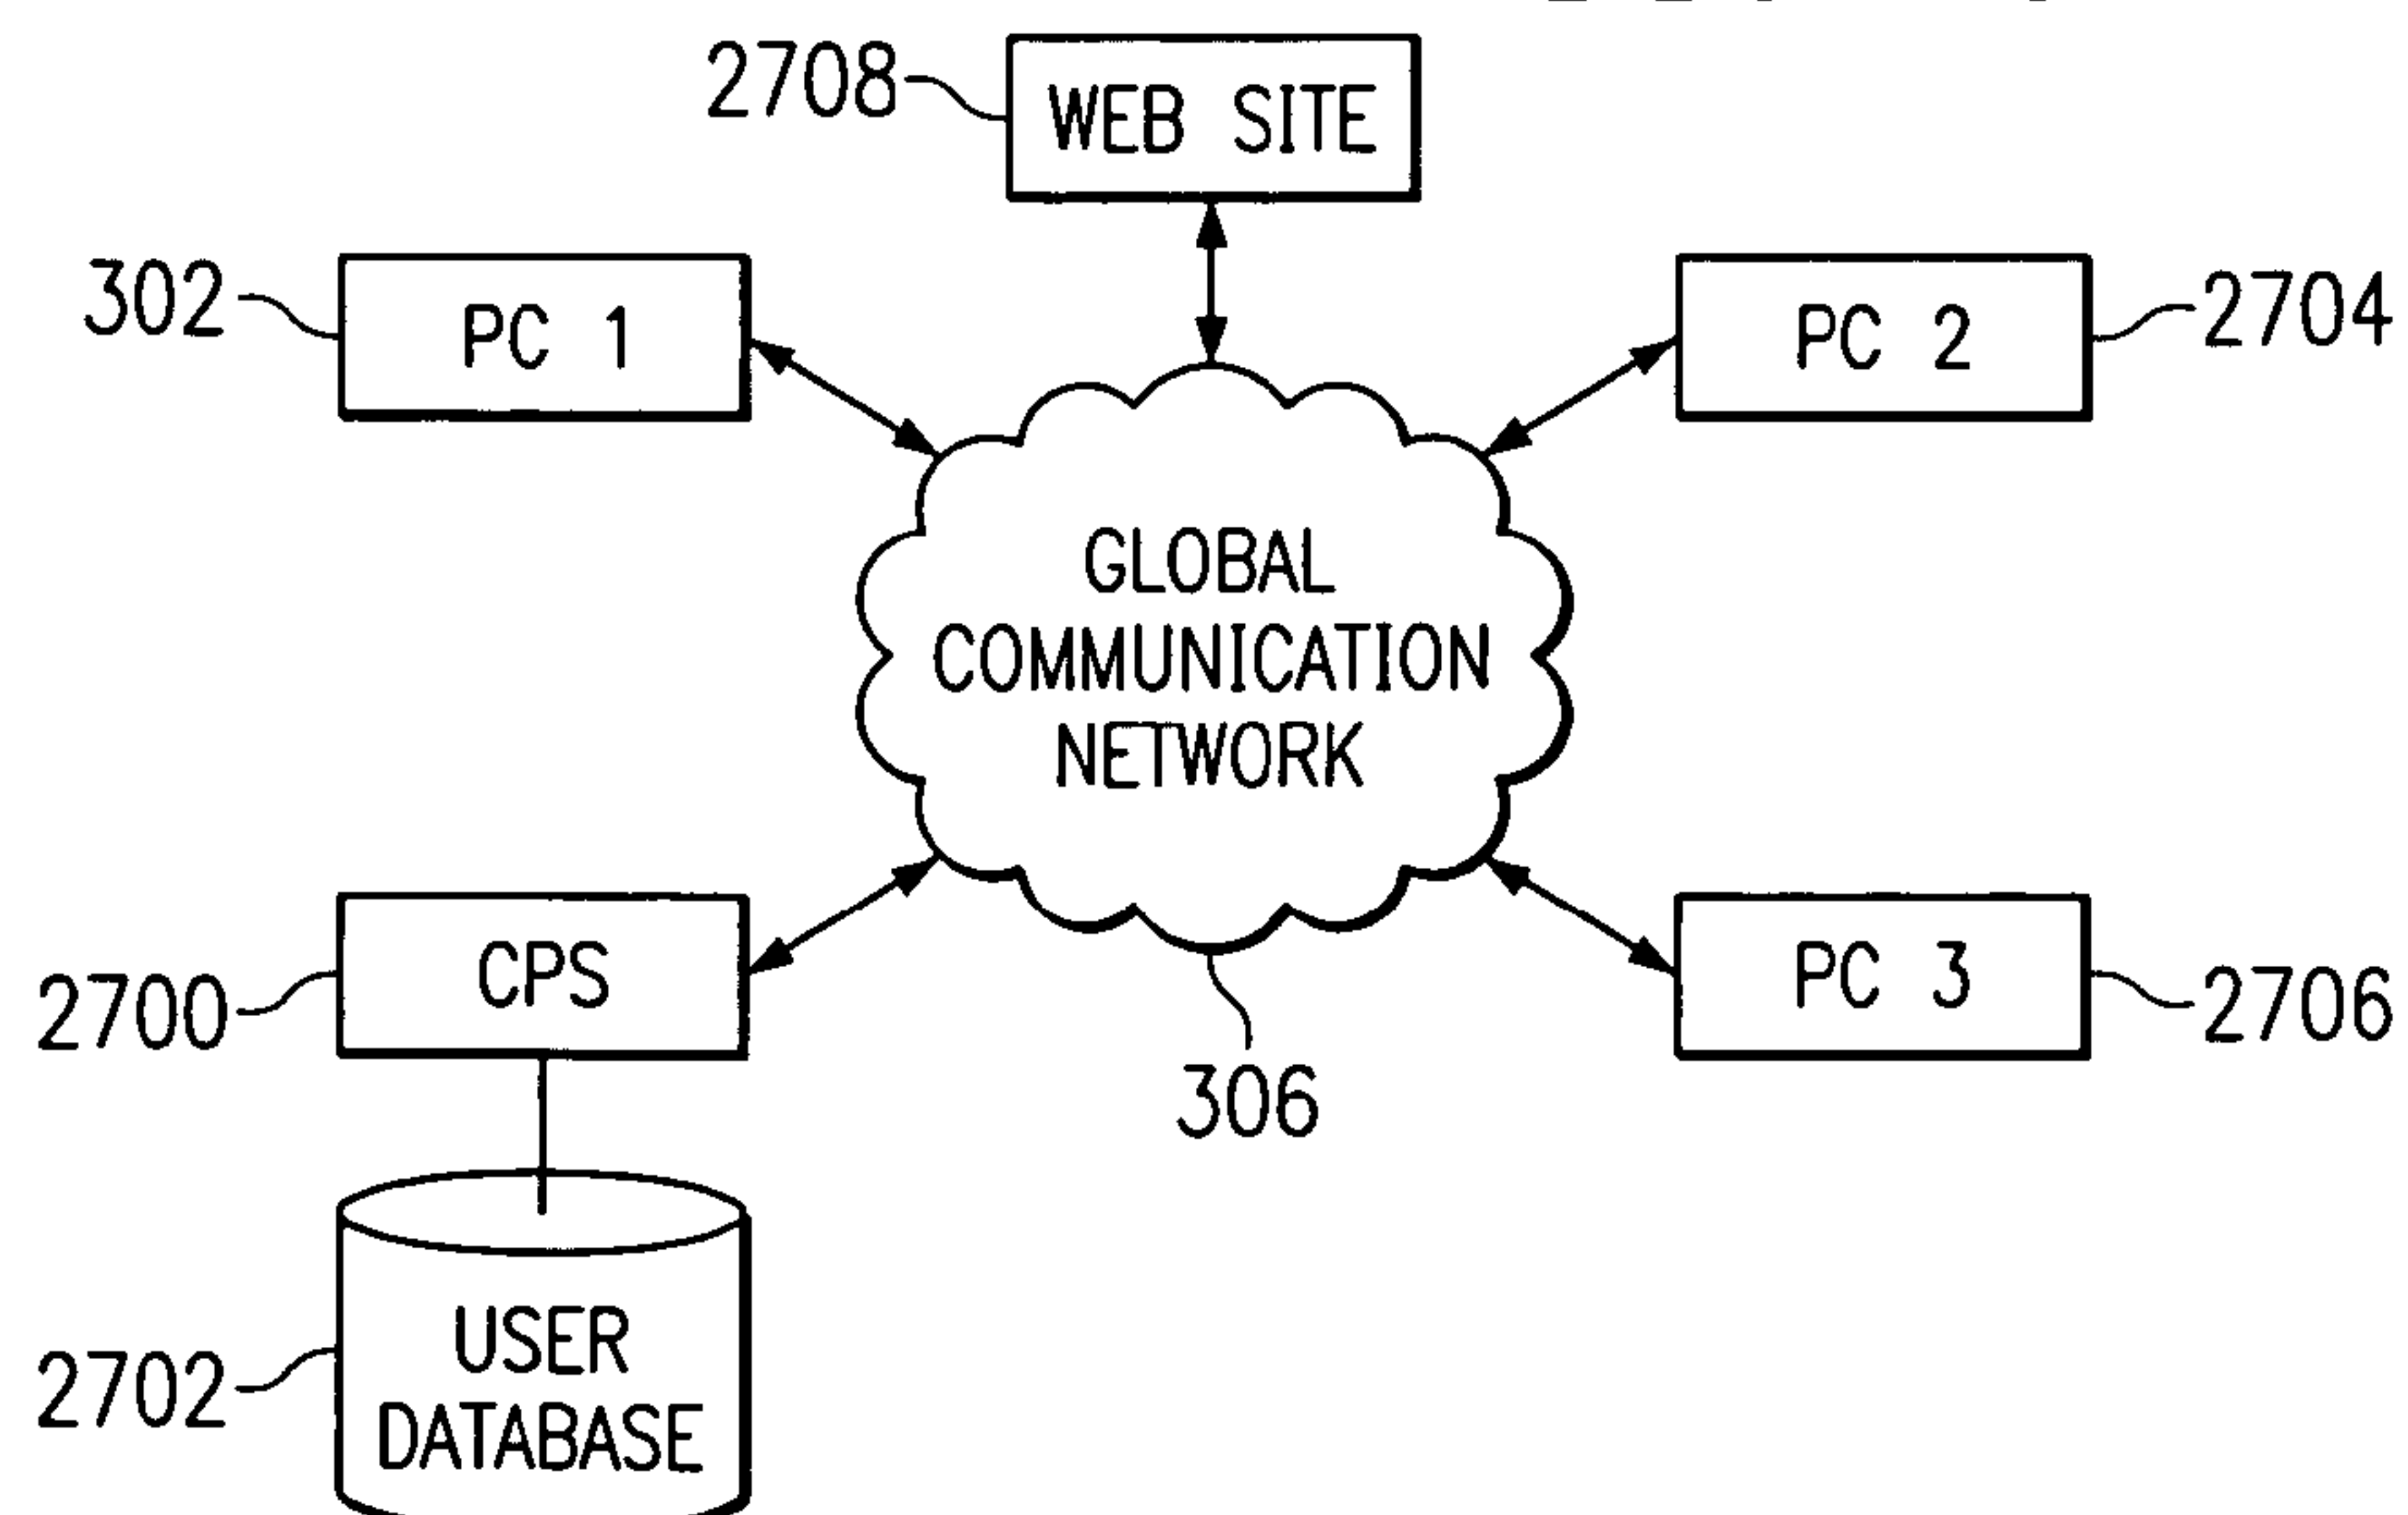 2708
WEB SITE
302
PC 1
PC 2
2704
GLOBAL
COMMUNICATION
NETWORK
2700
CPS
PC 3
2706
306
2702
USER
DATABASE